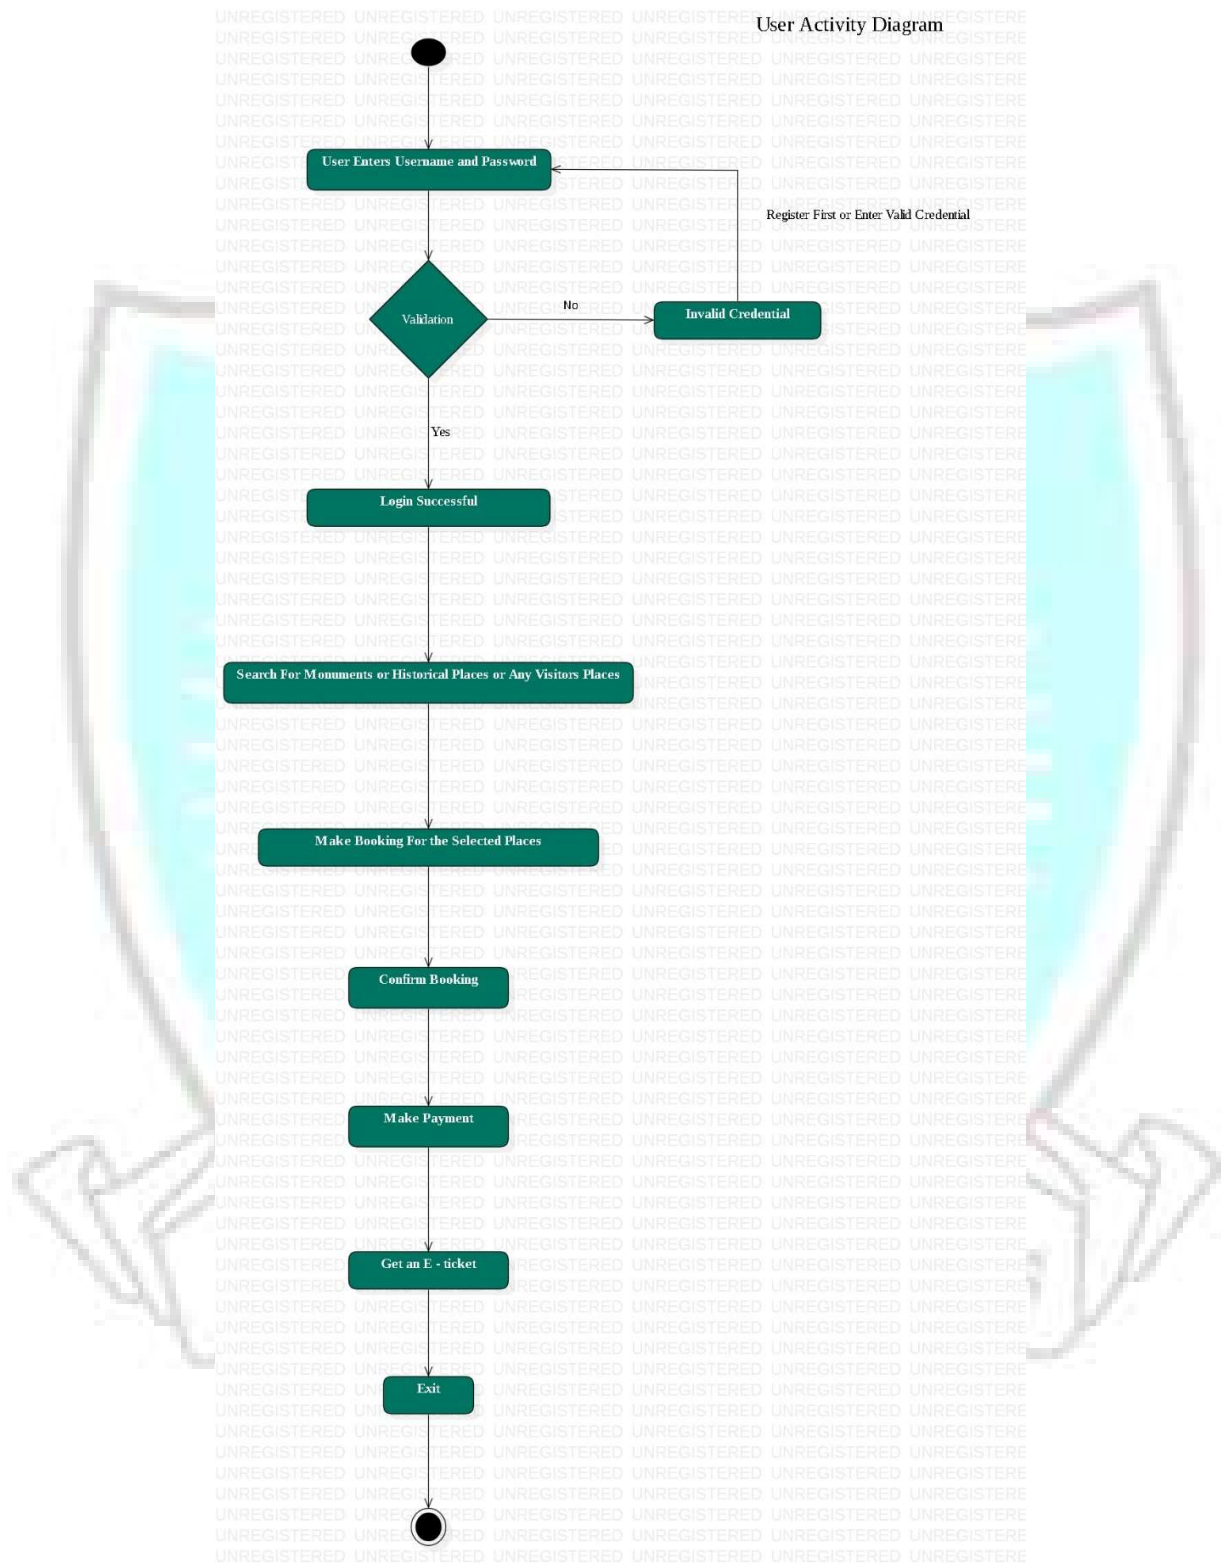 User Activity Diagram
User Enters Username and Password
Register First or Enter Valid Credential
Validation
No
Invalid Credential
Yes
Login Successful
Search For Monuments or Historical Places or Any Visitors Places
Make Booking For the Selected Places
Confirm Booking
Make Payment
Get an E - ticket
Exit
UNREGISTERED